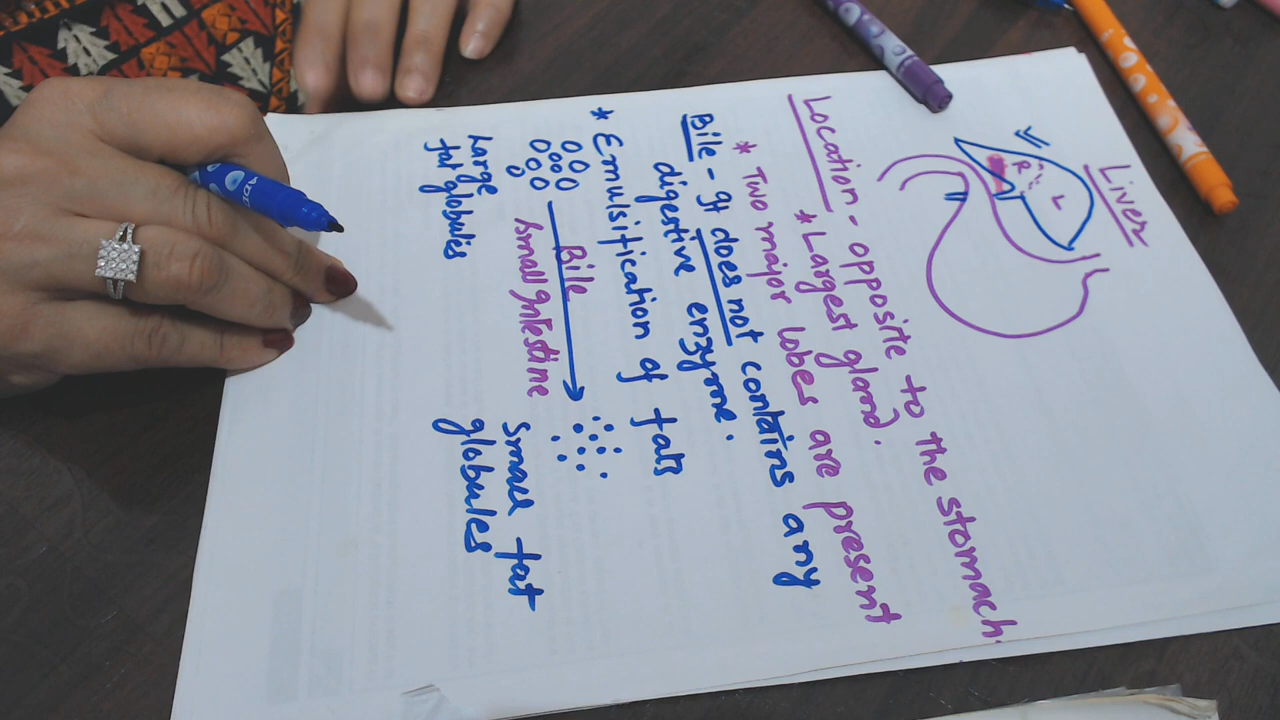 Liver
R
L
Location - opposite to the stomach.
* Largest gland.
* Two major lobes are present
Bile - It does not contains any
digestive enzyme.
* Emulsification of fats
Bile
Small Intestine
Large
fat globules
Small fat
globules